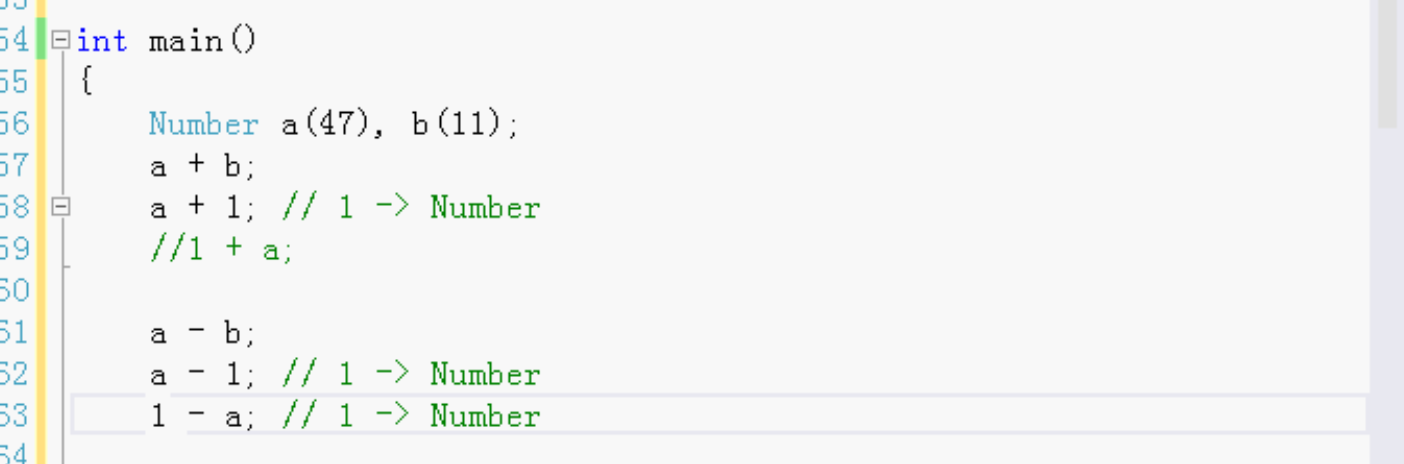 54 int main()
55 {
56 Number a(47), b(11);
57 a + b;
58 a + 1; // 1 -> Number
59 //1 + a;
60
61 a - b;
62 a - 1; // 1 -> Number
63 1 - a; // 1 -> Number
64